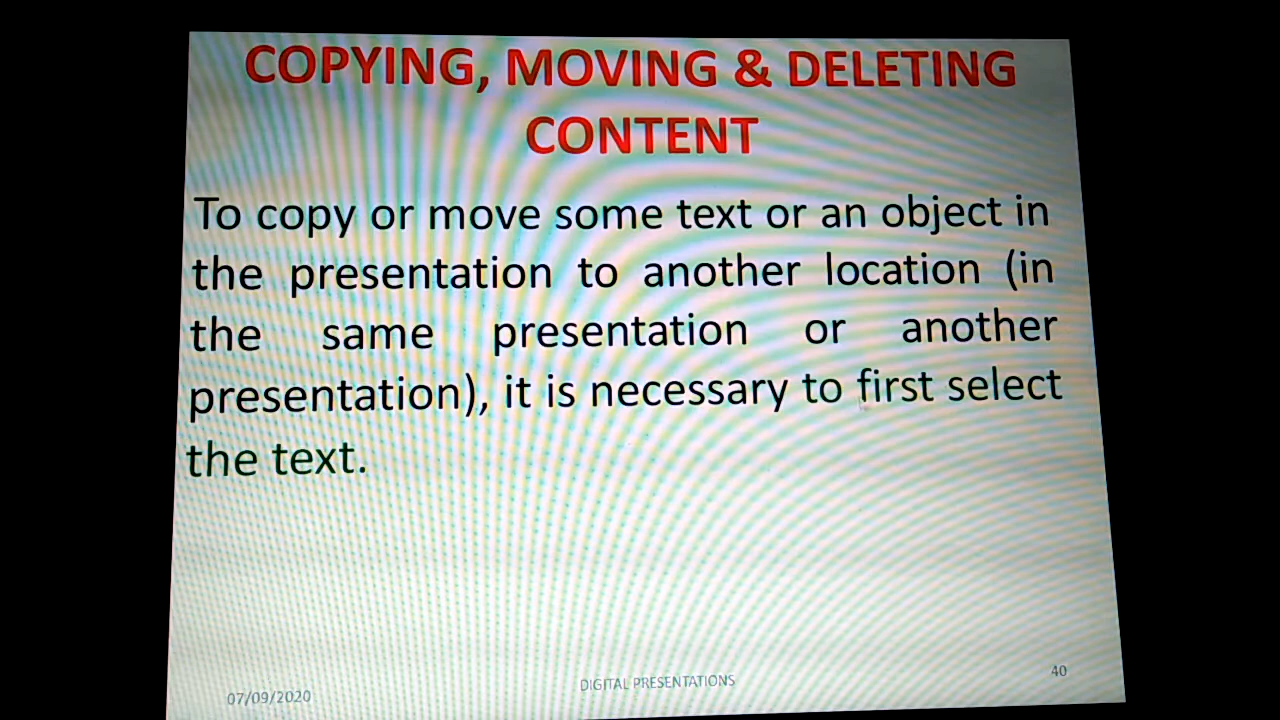 COPYING, MOVING & DELETING
CONTENT
To copy or move some text or an object in
the presentation to another location (in
the same presentation or another
presentation), it is necessary to first select
the text.
07/09/2020
DIGITAL PRESENTATIONS
40